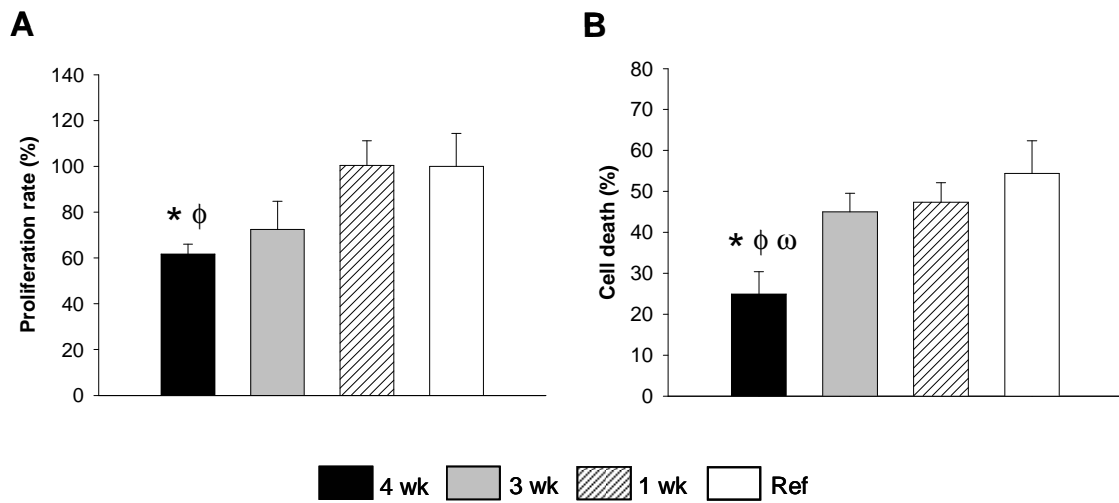 A
Proliferation rate (%)
140
120
100
80
60
40
20
0
* ϕ
B
Cell death (%)
80
70
60
50
40
30
20
10
0
* ϕ ω
4 wk
3 wk
1 wk
Ref